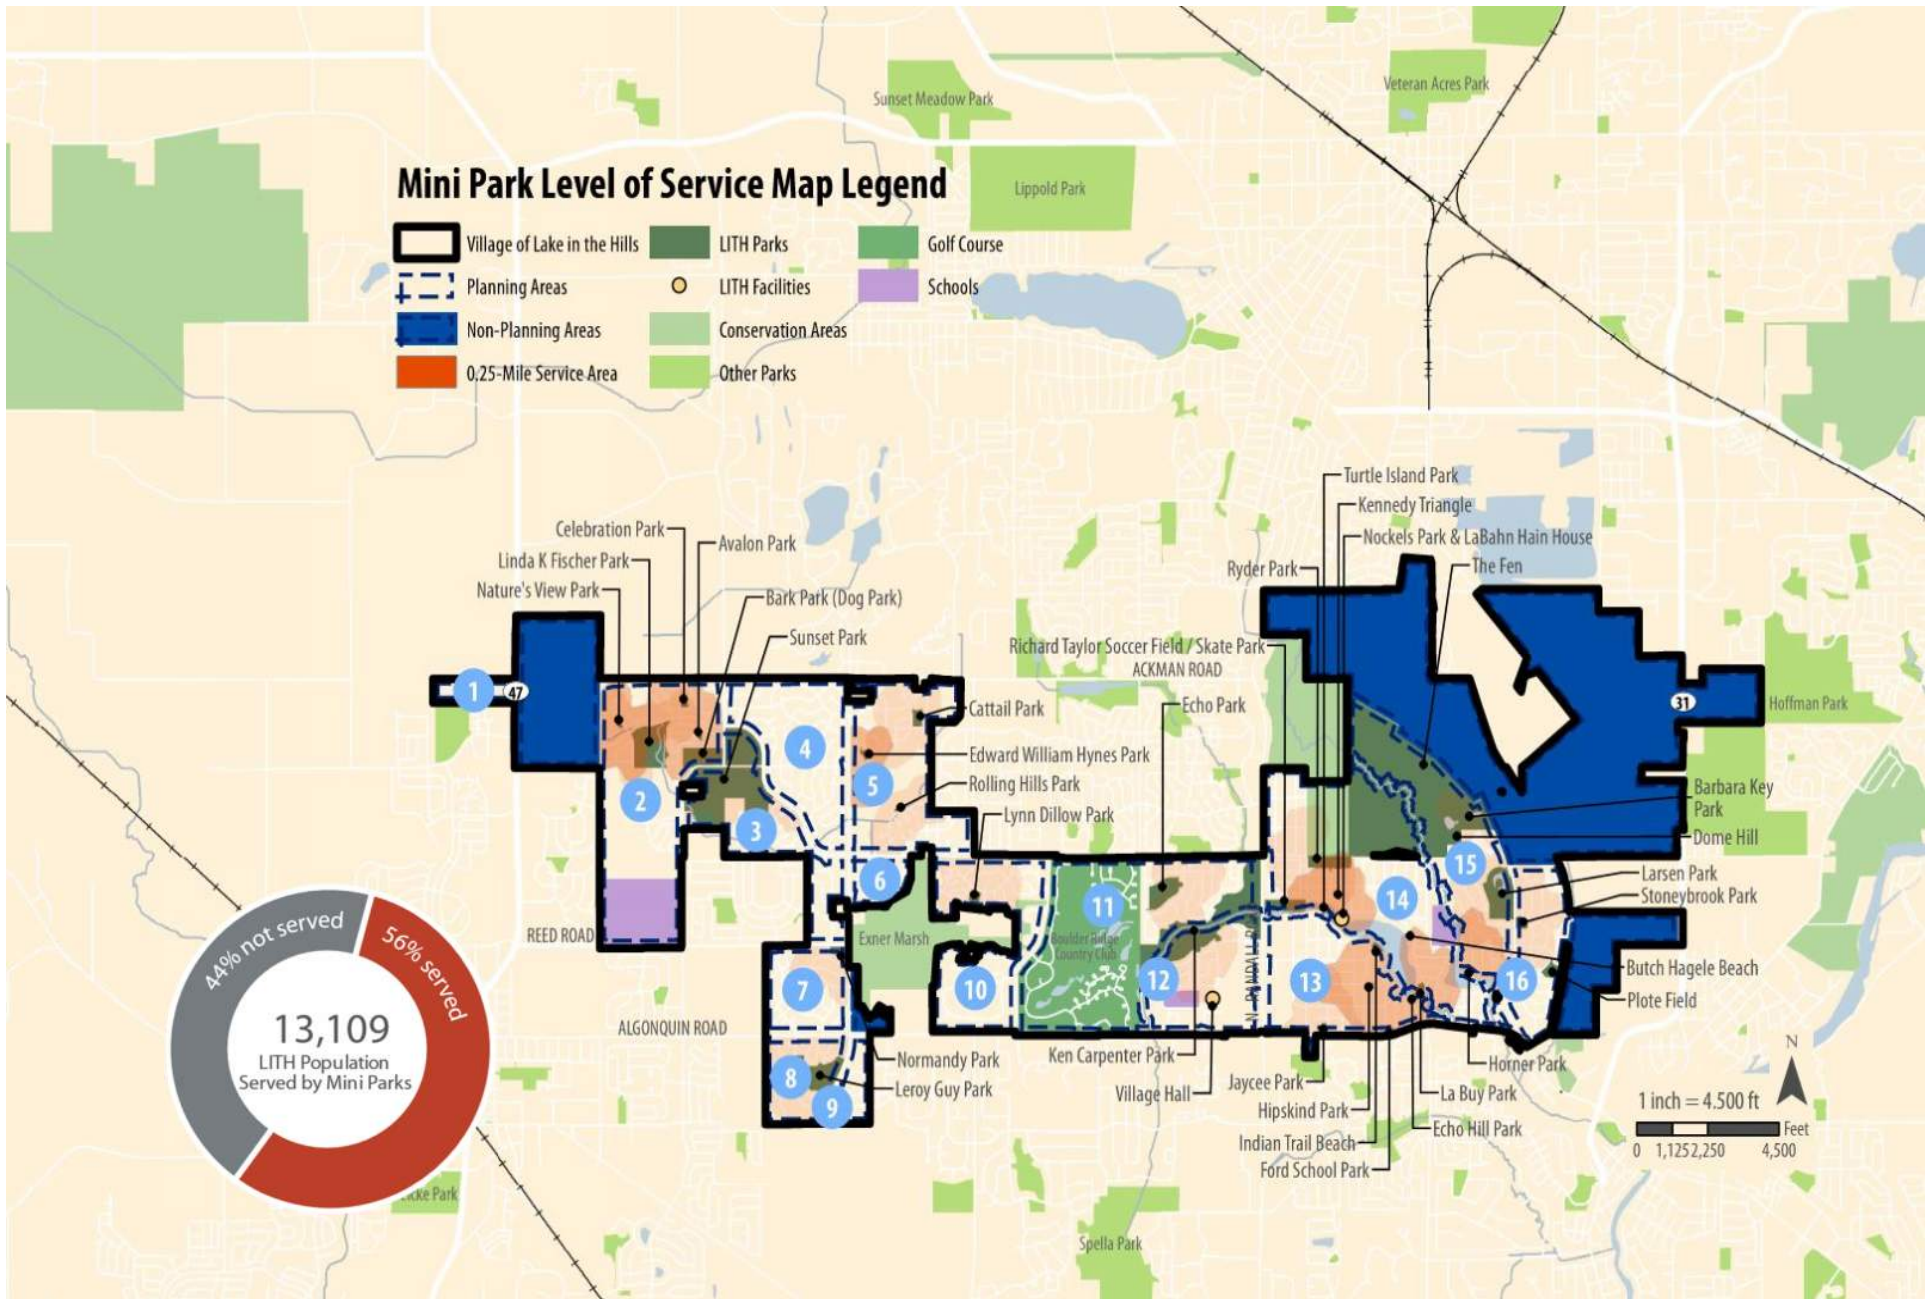 Sunset Meadow Park
Veteran Acres Park
Lippold Park
Mini Park Level of Service Map Legend
Village of Lake in the Hills
LITH Parks
Golf Course
Planning Areas
LITH Facilities
Schools
Non-Planning Areas
Conservation Areas
0.25-Mile Service Area
Other Parks
Turtle Island Park
Kennedy Triangle
Nockels Park & LaBahn Hain House
The Fen
Ryder Park
Celebration Park
Avalon Park
Linda K Fischer Park
Nature's View Park
Bark Park (Dog Park)
Sunset Park
Richard Taylor Soccer Field / Skate Park
ACKMAN ROAD
Echo Park
Cattail Park
Edward William Hynes Park
Rolling Hills Park
Lynn Dillow Park
Hoffman Park
Barbara Key
Park
Dome Hill
Larsen Park
Stoneybrook Park
Butch Hagele Beach
Plote Field
1
47
31
2
3
4
5
6
7
8
9
10
11
12
13
14
15
16
REED ROAD
Exner Marsh
Boulder Ridge
Country Club
N. RANDALL
ALGONQUIN ROAD
Normandy Park
Leroy Guy Park
Ken Carpenter Park
Village Hall
Jaycee Park
Hipskind Park
Indian Trail Beach
Ford School Park
Horner Park
La Buy Park
Echo Hill Park
44% not served
56% served
13,109
LITH Population
Served by Mini Parks
Park
Spella Park
N
1 inch = 4.500 ft
Feet
0 1,125 2,250 4,500